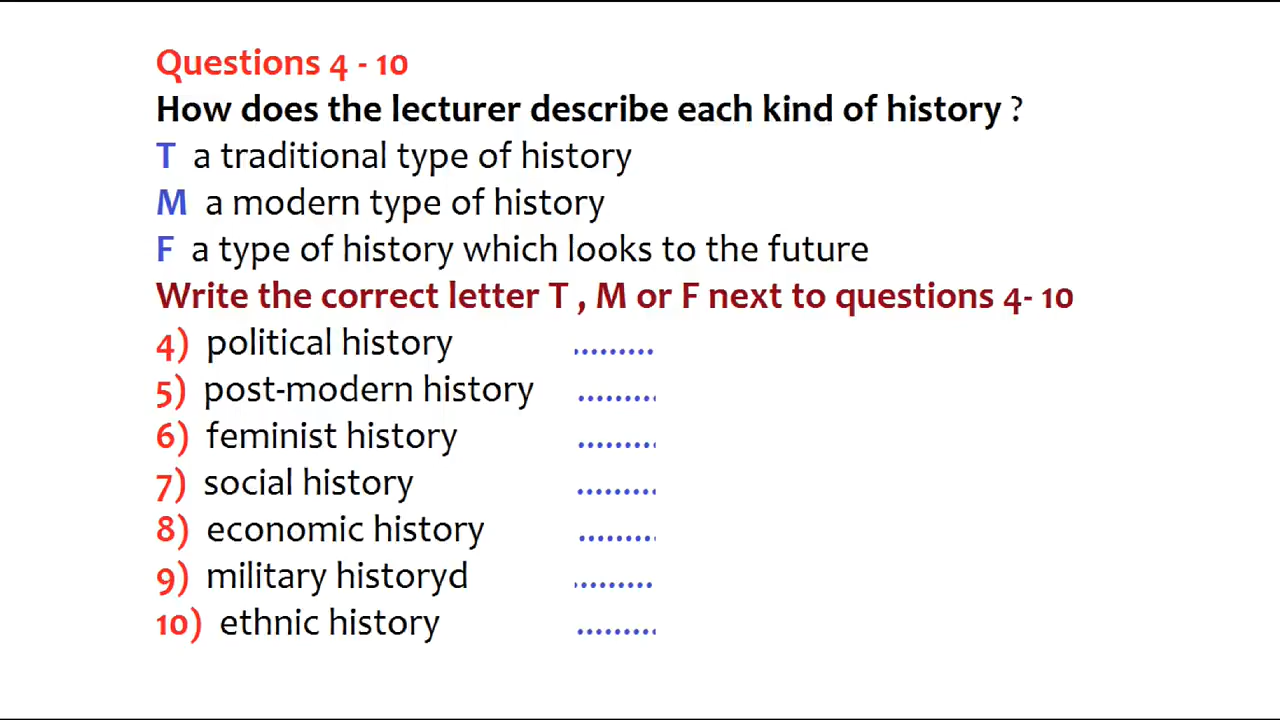 Questions 4 - 10
How does the lecturer describe each kind of history ?
T a traditional type of history
M a modern type of history
F a type of history which looks to the future
Write the correct letter T , M or F next to questions 4- 10
4) political history .........
5) post-modern history .........
6) feminist history .........
7) social history .........
8) economic history .........
9) military historyd .........
10) ethnic history .........